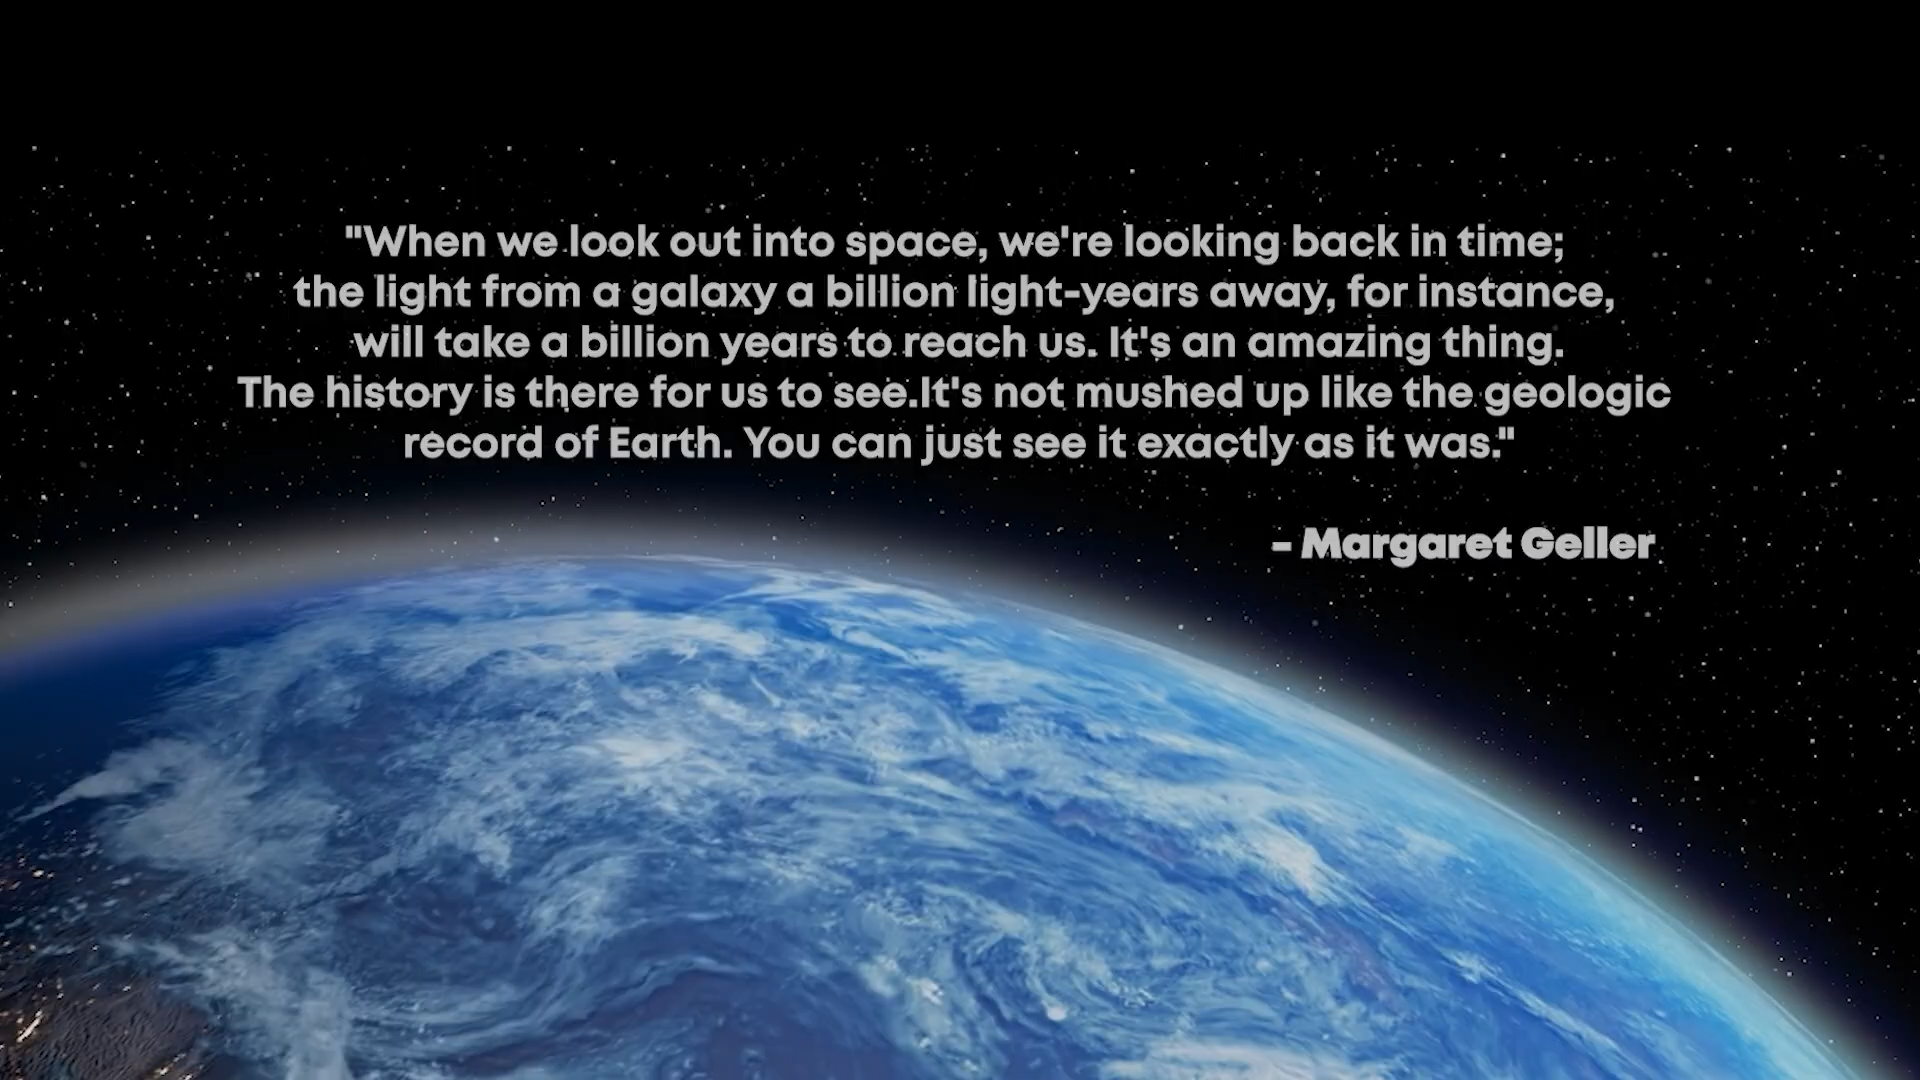 "When we look out into space, we're looking back in time;
the light from a galaxy a billion light-years away, for instance,
will take a billion years to reach us. It's an amazing thing.
The history is there for us to see.It's not mushed up like the geologic
record of Earth. You can just see it exactly as it was."
- Margaret Geller